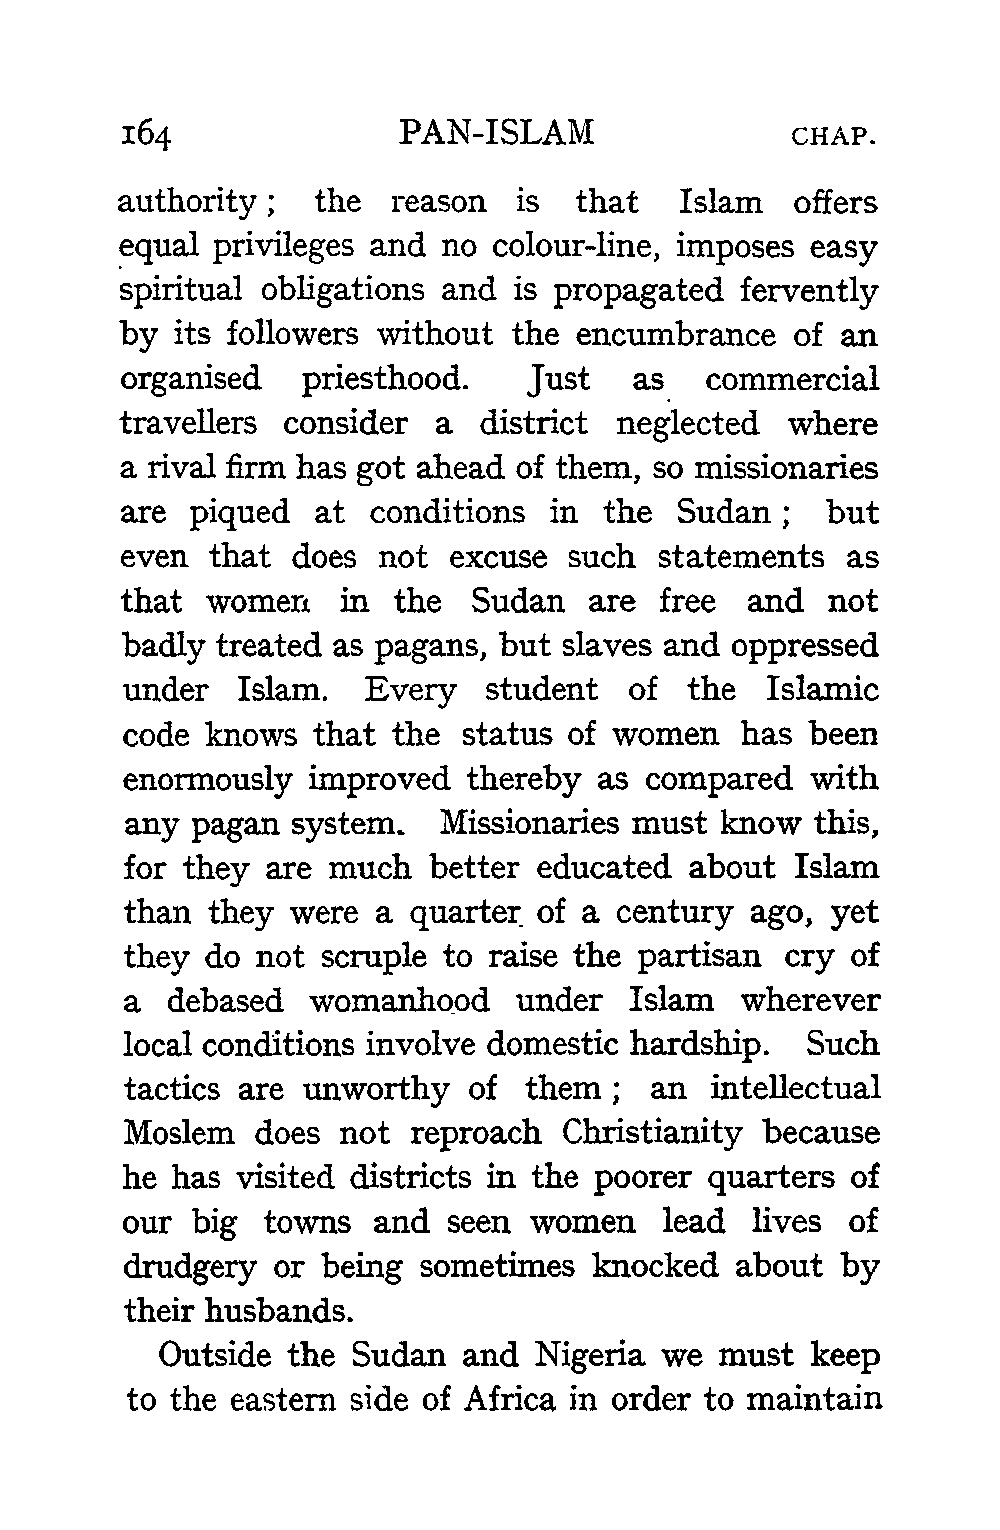 164 PAN-ISLAM CHAP.
authority ; the reason is that Islam offers
equal privileges and no colour-line, imposes easy
spiritual obligations and is propagated fervently
by its followers without the encumbrance of an
organised priesthood. Just as commercial
travellers consider a district neglected where
a rival firm has got ahead of them, so missionaries
are piqued at conditions in the Sudan ; but
even that does not excuse such statements as
that women in the Sudan are free and not
badly treated as pagans, but slaves and oppressed
under Islam. Every student of the Islamic
code knows that the status of women has been
enormously improved thereby as compared with
any pagan system. Missionaries must know this,
for they are much better educated about Islam
than they were a quarter of a century ago, yet
they do not scruple to raise the partisan cry of
a debased womanhood under Islam wherever
local conditions involve domestic hardship. Such
tactics are unworthy of them ; an intellectual
Moslem does not reproach Christianity because
he has visited districts in the poorer quarters of
our big towns and seen women lead lives of
drudgery or being sometimes knocked about by
their husbands.
Outside the Sudan and Nigeria we must keep
to the eastern side of Africa in order to maintain